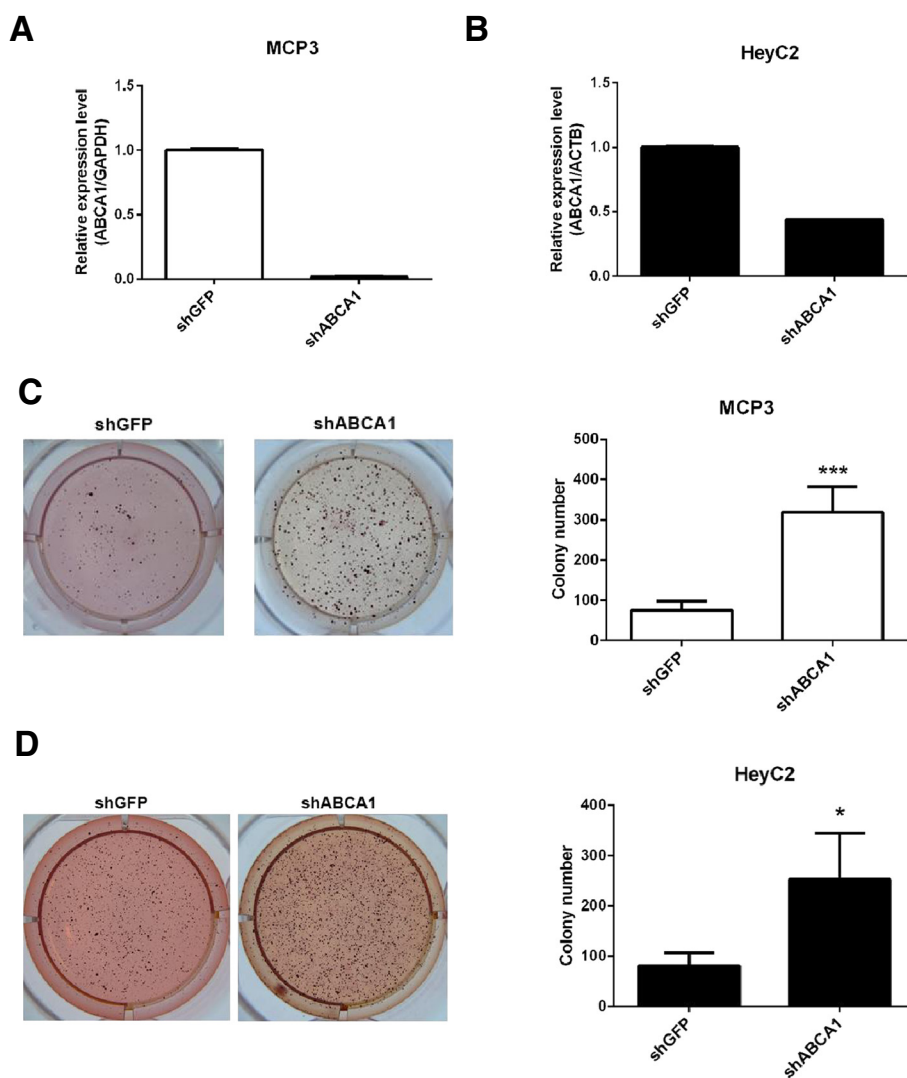 A
MCP3
Relative expression level
(ABCA1/GAPDH)
1.5
1.0
0.5
0.0
shGFP
shABCA1
B
HeyC2
Relative expression level
(ABCA1/ACTB)
1.5
1.0
0.5
0.0
shGFP
shABCA1
C
shGFP
shABCA1
MCP3
Colony number
500
400
300
200
100
0
***
shGFP
shABCA1
D
shGFP
shABCA1
HeyC2
Colony number
400
300
200
100
0
*
shGFP
shABCA1